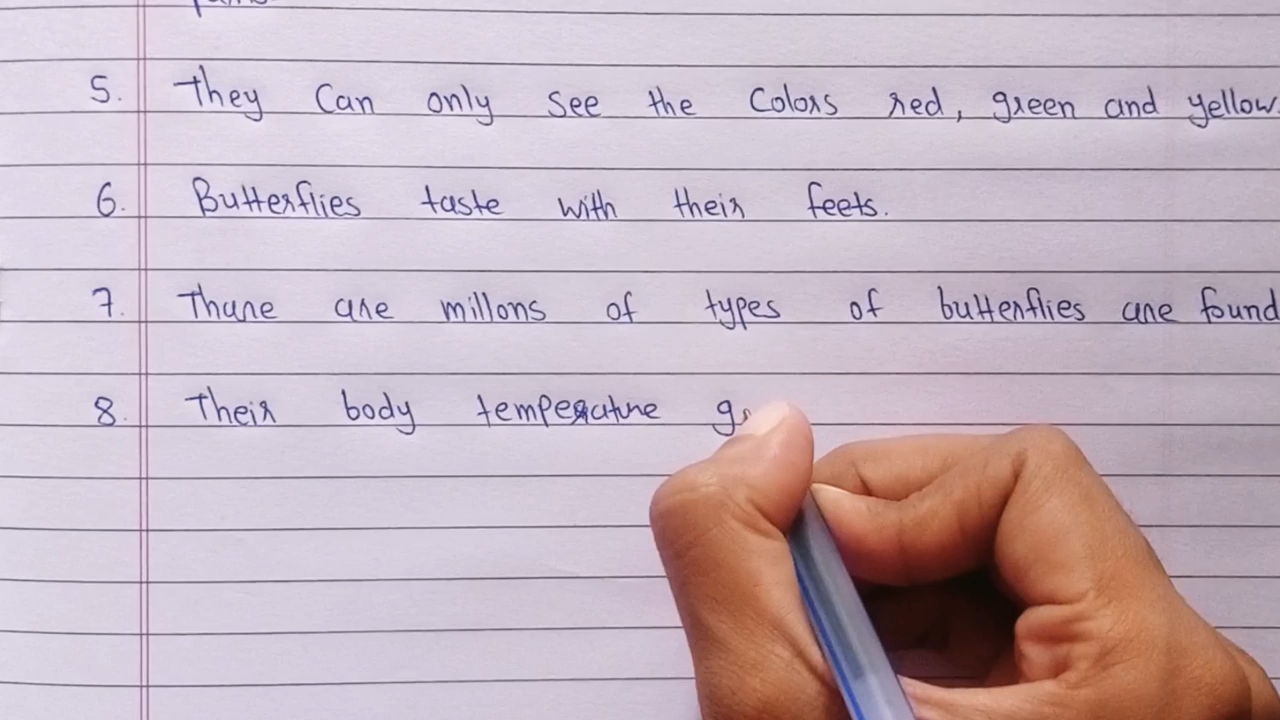 5. They Can only see the Colors red, green and yellow.
6. Butterflies taste with their feets.
7. Thare are millons of types of butterflies are found
8. Their body temperature